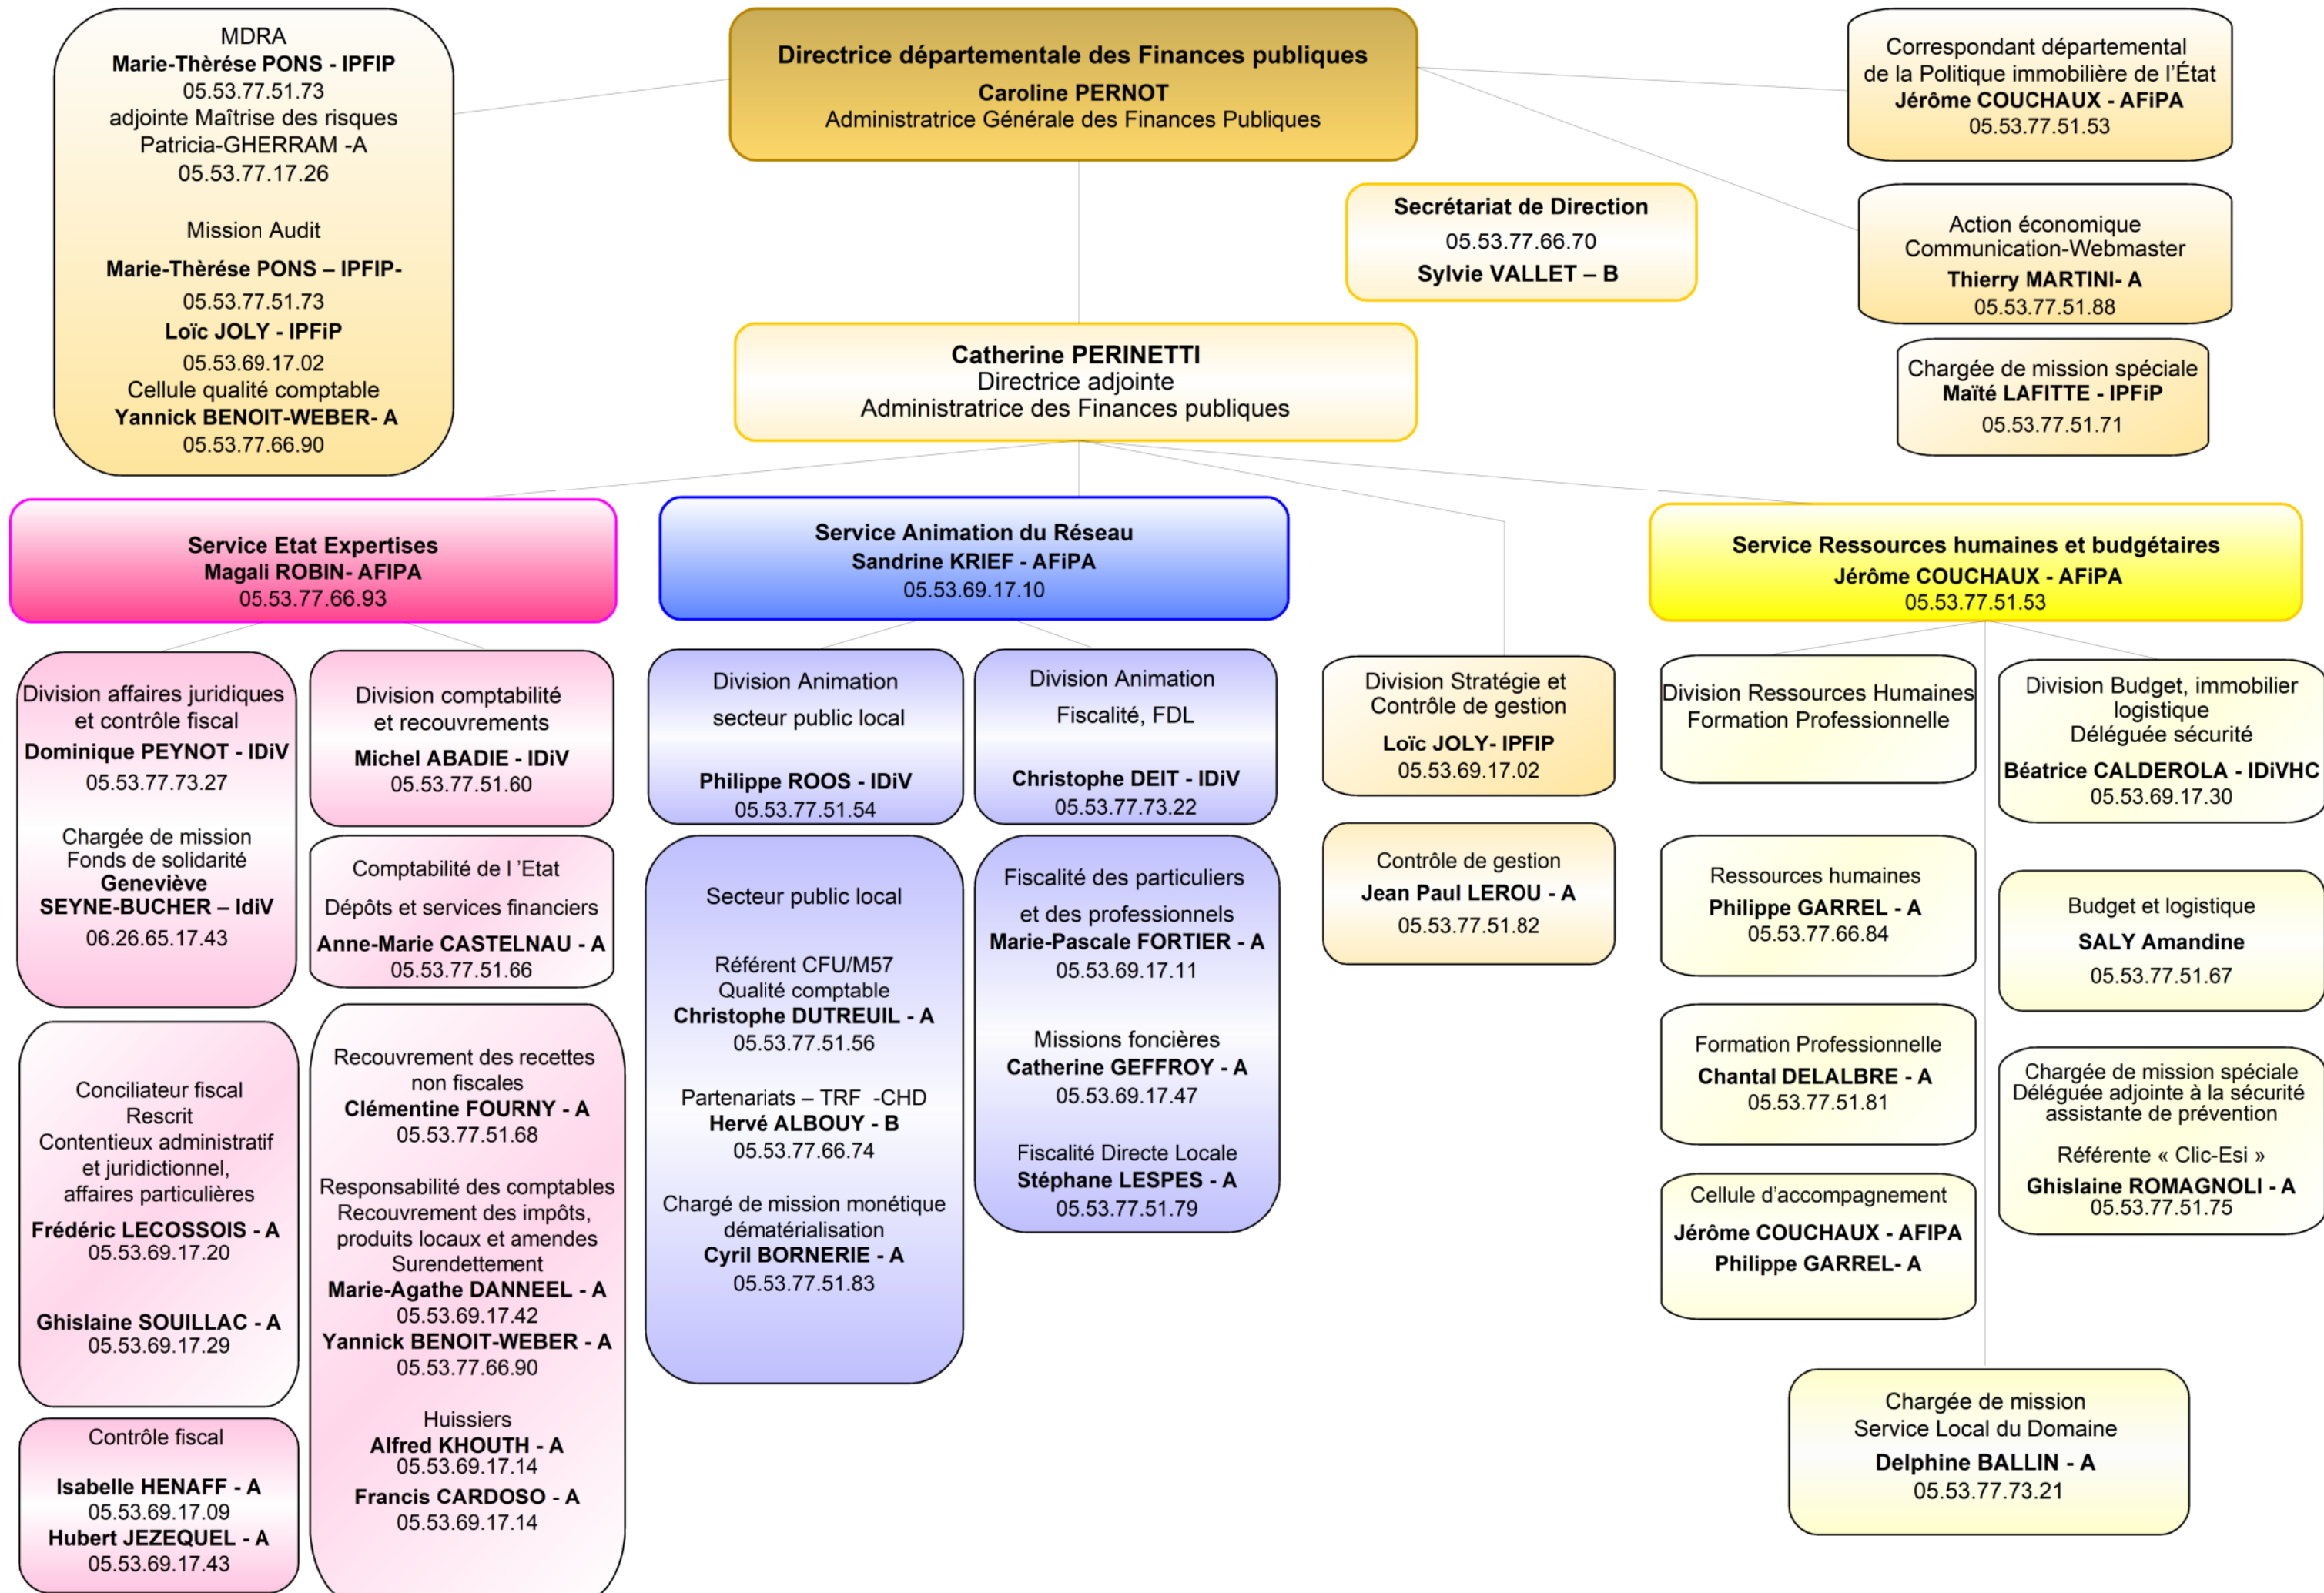 MDRA
Marie-Thèrése PONS - IPFIP
05.53.77.51.73
adjointe Maîtrise des risques
Patricia-GHERRAM -A
05.53.77.17.26
Mission Audit
Marie-Thèrése PONS – IPFIP-
05.53.77.51.73
Loïc JOLY - IPFiP
05.53.69.17.02
Cellule qualité comptable
Yannick BENOIT-WEBER- A
05.53.77.66.90
Directrice départementale des Finances publiques
Caroline PERNOT
Administratrice Générale des Finances Publiques
Correspondant départemental
de la Politique immobilière de l'État
Jérôme COUCHAUX - AFiPA
05.53.77.51.53
Secrétariat de Direction
05.53.77.66.70
Sylvie VALLET – B
Action économique
Communication-Webmaster
Thierry MARTINI- A
05.53.77.51.88
Catherine PERINETTI
Directrice adjointe
Administratrice des Finances publiques
Chargée de mission spéciale
Maïté LAFITTE - IPFiP
05.53.77.51.71
Service Etat Expertises
Magali ROBIN- AFIPA
05.53.77.66.93
Service Animation du Réseau
Sandrine KRIEF - AFiPA
05.53.69.17.10
Service Ressources humaines et budgétaires
Jérôme COUCHAUX - AFiPA
05.53.77.51.53
Division affaires juridiques
et contrôle fiscal
Dominique PEYNOT - IDiV
05.53.77.73.27
Chargée de mission
Fonds de solidarité
Geneviève
SEYNE-BUCHER – IdiV
06.26.65.17.43
Conciliateur fiscal
Rescrit
Contentieux administratif
et juridictionnel,
affaires particulières
Frédéric LECOSSOIS - A
05.53.69.17.20
Ghislaine SOUILLAC - A
05.53.69.17.29
Contrôle fiscal
Isabelle HENAFF - A
05.53.69.17.09
Hubert JEZEQUEL - A
05.53.69.17.43
Division comptabilité
et recouvrements
Michel ABADIE - IDiV
05.53.77.51.60
Comptabilité de l 'Etat
Dépôts et services financiers
Anne-Marie CASTELNAU - A
05.53.77.51.66
Recouvrement des recettes
non fiscales
Clémentine FOURNY - A
05.53.77.51.68
Responsabilité des comptables
Recouvrement des impôts,
produits locaux et amendes
Surendettement
Marie-Agathe DANNEEL - A
05.53.69.17.42
Yannick BENOIT-WEBER - A
05.53.77.66.90
Huissiers
Alfred KHOUTH - A
05.53.69.17.14
Francis CARDOSO - A
05.53.69.17.14
Division Animation
secteur public local
Philippe ROOS - IDiV
05.53.77.51.54
Secteur public local
Référent CFU/M57
Qualité comptable
Christophe DUTREUIL - A
05.53.77.51.56
Partenariats – TRF -CHD
Hervé ALBOUY - B
05.53.77.66.74
Chargé de mission monétique
dématérialisation
Cyril BORNERIE - A
05.53.77.51.83
Division Animation
Fiscalité, FDL
Christophe DEIT - IDiV
05.53.77.73.22
Fiscalité des particuliers
et des professionnels
Marie-Pascale FORTIER - A
05.53.69.17.11
Missions foncières
Catherine GEFFROY - A
05.53.69.17.47
Fiscalité Directe Locale
Stéphane LESPES - A
05.53.77.51.79
Division Stratégie et
Contrôle de gestion
Loïc JOLY- IPFIP
05.53.69.17.02
Contrôle de gestion
Jean Paul LEROU - A
05.53.77.51.82
Division Ressources Humaines
Formation Professionnelle
Ressources humaines
Philippe GARREL - A
05.53.77.66.84
Formation Professionnelle
Chantal DELALBRE - A
05.53.77.51.81
Cellule d'accompagnement
Jérôme COUCHAUX - AFIPA
Philippe GARREL- A
Division Budget, immobilier
logistique
Déléguée sécurité
Béatrice CALDEROLA - IDiVHC
05.53.69.17.30
Budget et logistique
SALY Amandine
05.53.77.51.67
Chargée de mission spéciale
Déléguée adjointe à la sécurité
assistante de prévention
Référente « Clic-Esi »
Ghislaine ROMAGNOLI - A
05.53.77.51.75
Chargée de mission
Service Local du Domaine
Delphine BALLIN - A
05.53.77.73.21